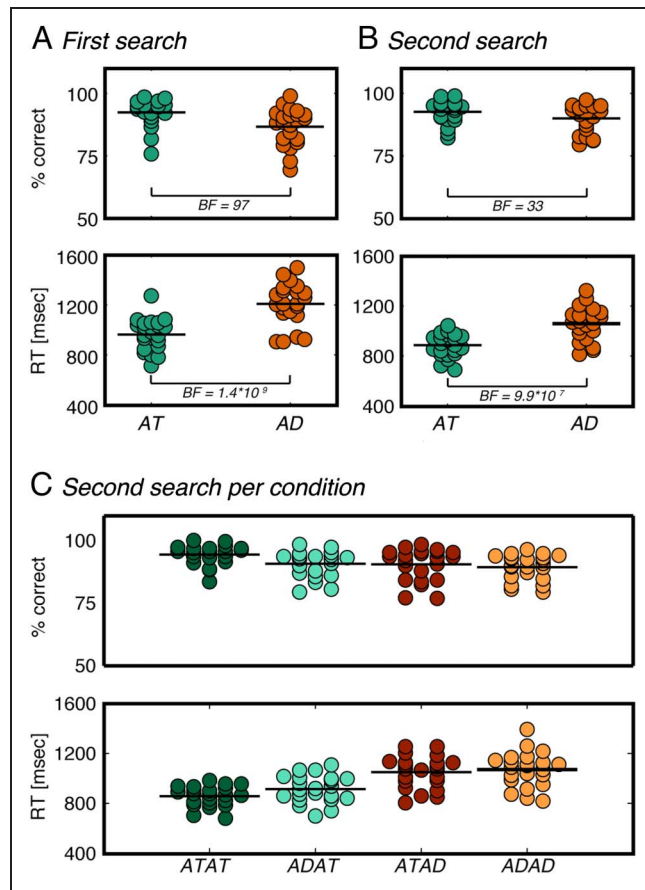 A First search
B Second search
100
75
50
% correct
BF = 97
100
75
50
BF = 33
1600
1200
800
400
RT [msec]
BF = 1.4*10 9
AT
AD
1600
1200
800
400
BF = 9.9*10 7
AT
AD
C Second search per condition
100
75
50
% correct
1600
1200
800
400
RT [msec]
ATAT
ADAT
ATAD
ADAD